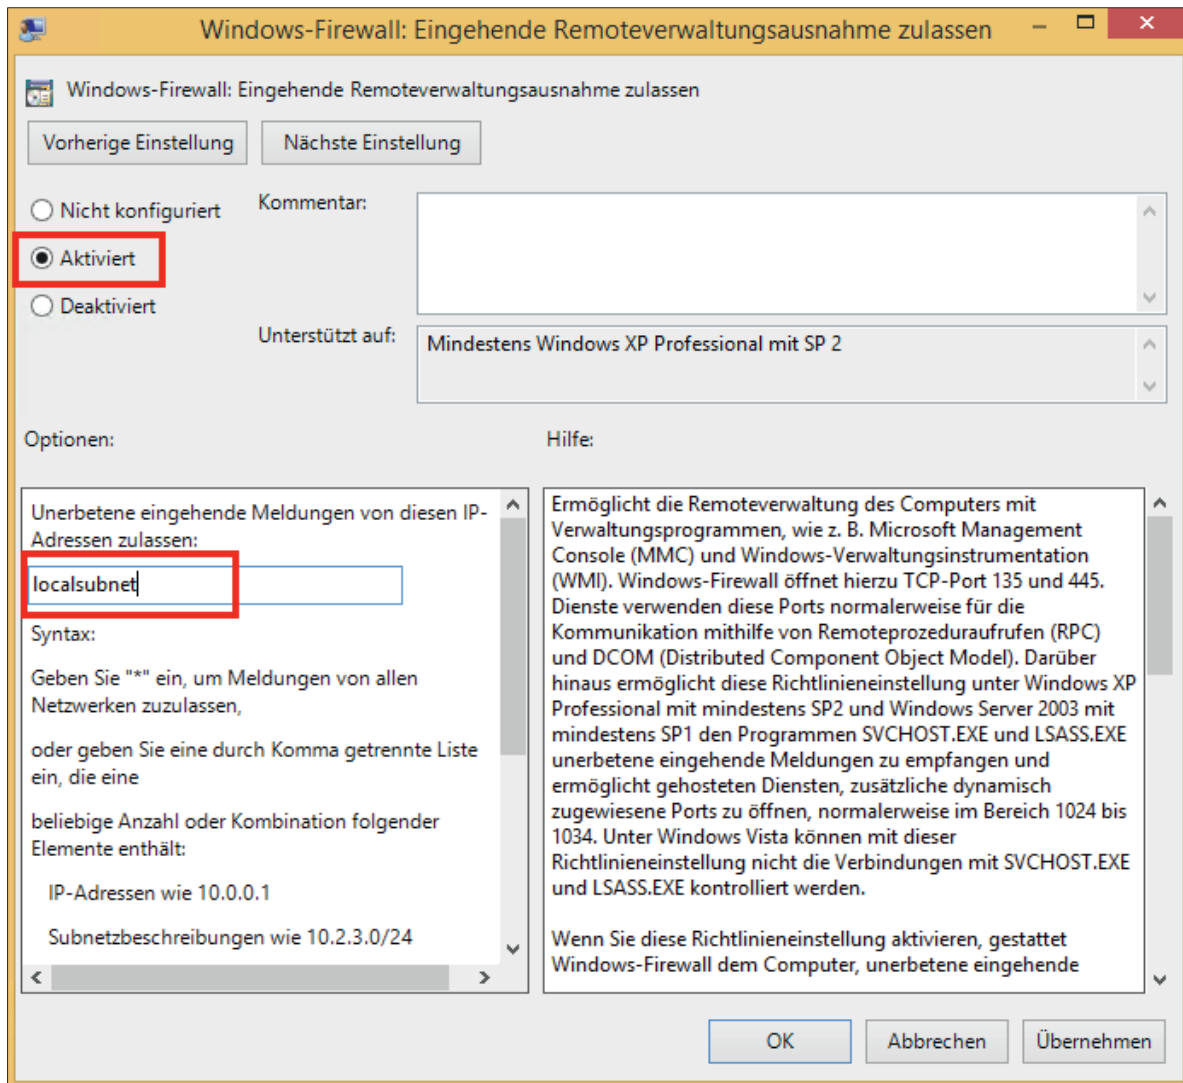 Windows-Firewall: Eingehende Remoteverwaltungsausnahme zulassen
Windows-Firewall: Eingehende Remoteverwaltungsausnahme zulassen
Vorherige Einstellung
Nächste Einstellung
Nicht konfiguriert
Aktiviert
Deaktiviert
Kommentar:
Unterstützt auf:
Mindestens Windows XP Professional mit SP 2
Optionen:
Unerbetene eingehende Meldungen von diesen IP-
Adressen zulassen:
localsubnet
Syntax:
Geben Sie "*" ein, um Meldungen von allen
Netzwerken zuzulassen,
oder geben Sie eine durch Komma getrennte Liste
ein, die eine
beliebige Anzahl oder Kombination folgender
Elemente enthält:
IP-Adressen wie 10.0.0.1
Subnetzbeschreibungen wie 10.2.3.0/24
Hilfe:
Ermöglicht die Remoteverwaltung des Computers mit
Verwaltungsprogrammen, wie z. B. Microsoft Management
Console (MMC) und Windows-Verwaltungsinstrumentation
(WMI). Windows-Firewall öffnet hierzu TCP-Port 135 und 445.
Dienste verwenden diese Ports normalerweise für die
Kommunikation mithilfe von Remoteprozeduraufrufen (RPC)
und DCOM (Distributed Component Object Model). Darüber
hinaus ermöglicht diese Richtlinieneinstellung unter Windows XP
Professional mit mindestens SP2 und Windows Server 2003 mit
mindestens SP1 den Programmen SVCHOST.EXE und LSASS.EXE
unerbetene eingehende Meldungen zu empfangen und
ermöglicht gehosteten Diensten, zusätzliche dynamisch
zugewiesene Ports zu öffnen, normalerweise im Bereich 1024 bis
1034. Unter Windows Vista können mit dieser
Richtlinieneinstellung nicht die Verbindungen mit SVCHOST.EXE
und LSASS.EXE kontrolliert werden.
Wenn Sie diese Richtlinieneinstellung aktivieren, gestattet
Windows-Firewall dem Computer, unerbetene eingehende
OK
Abbrechen
Übernehmen